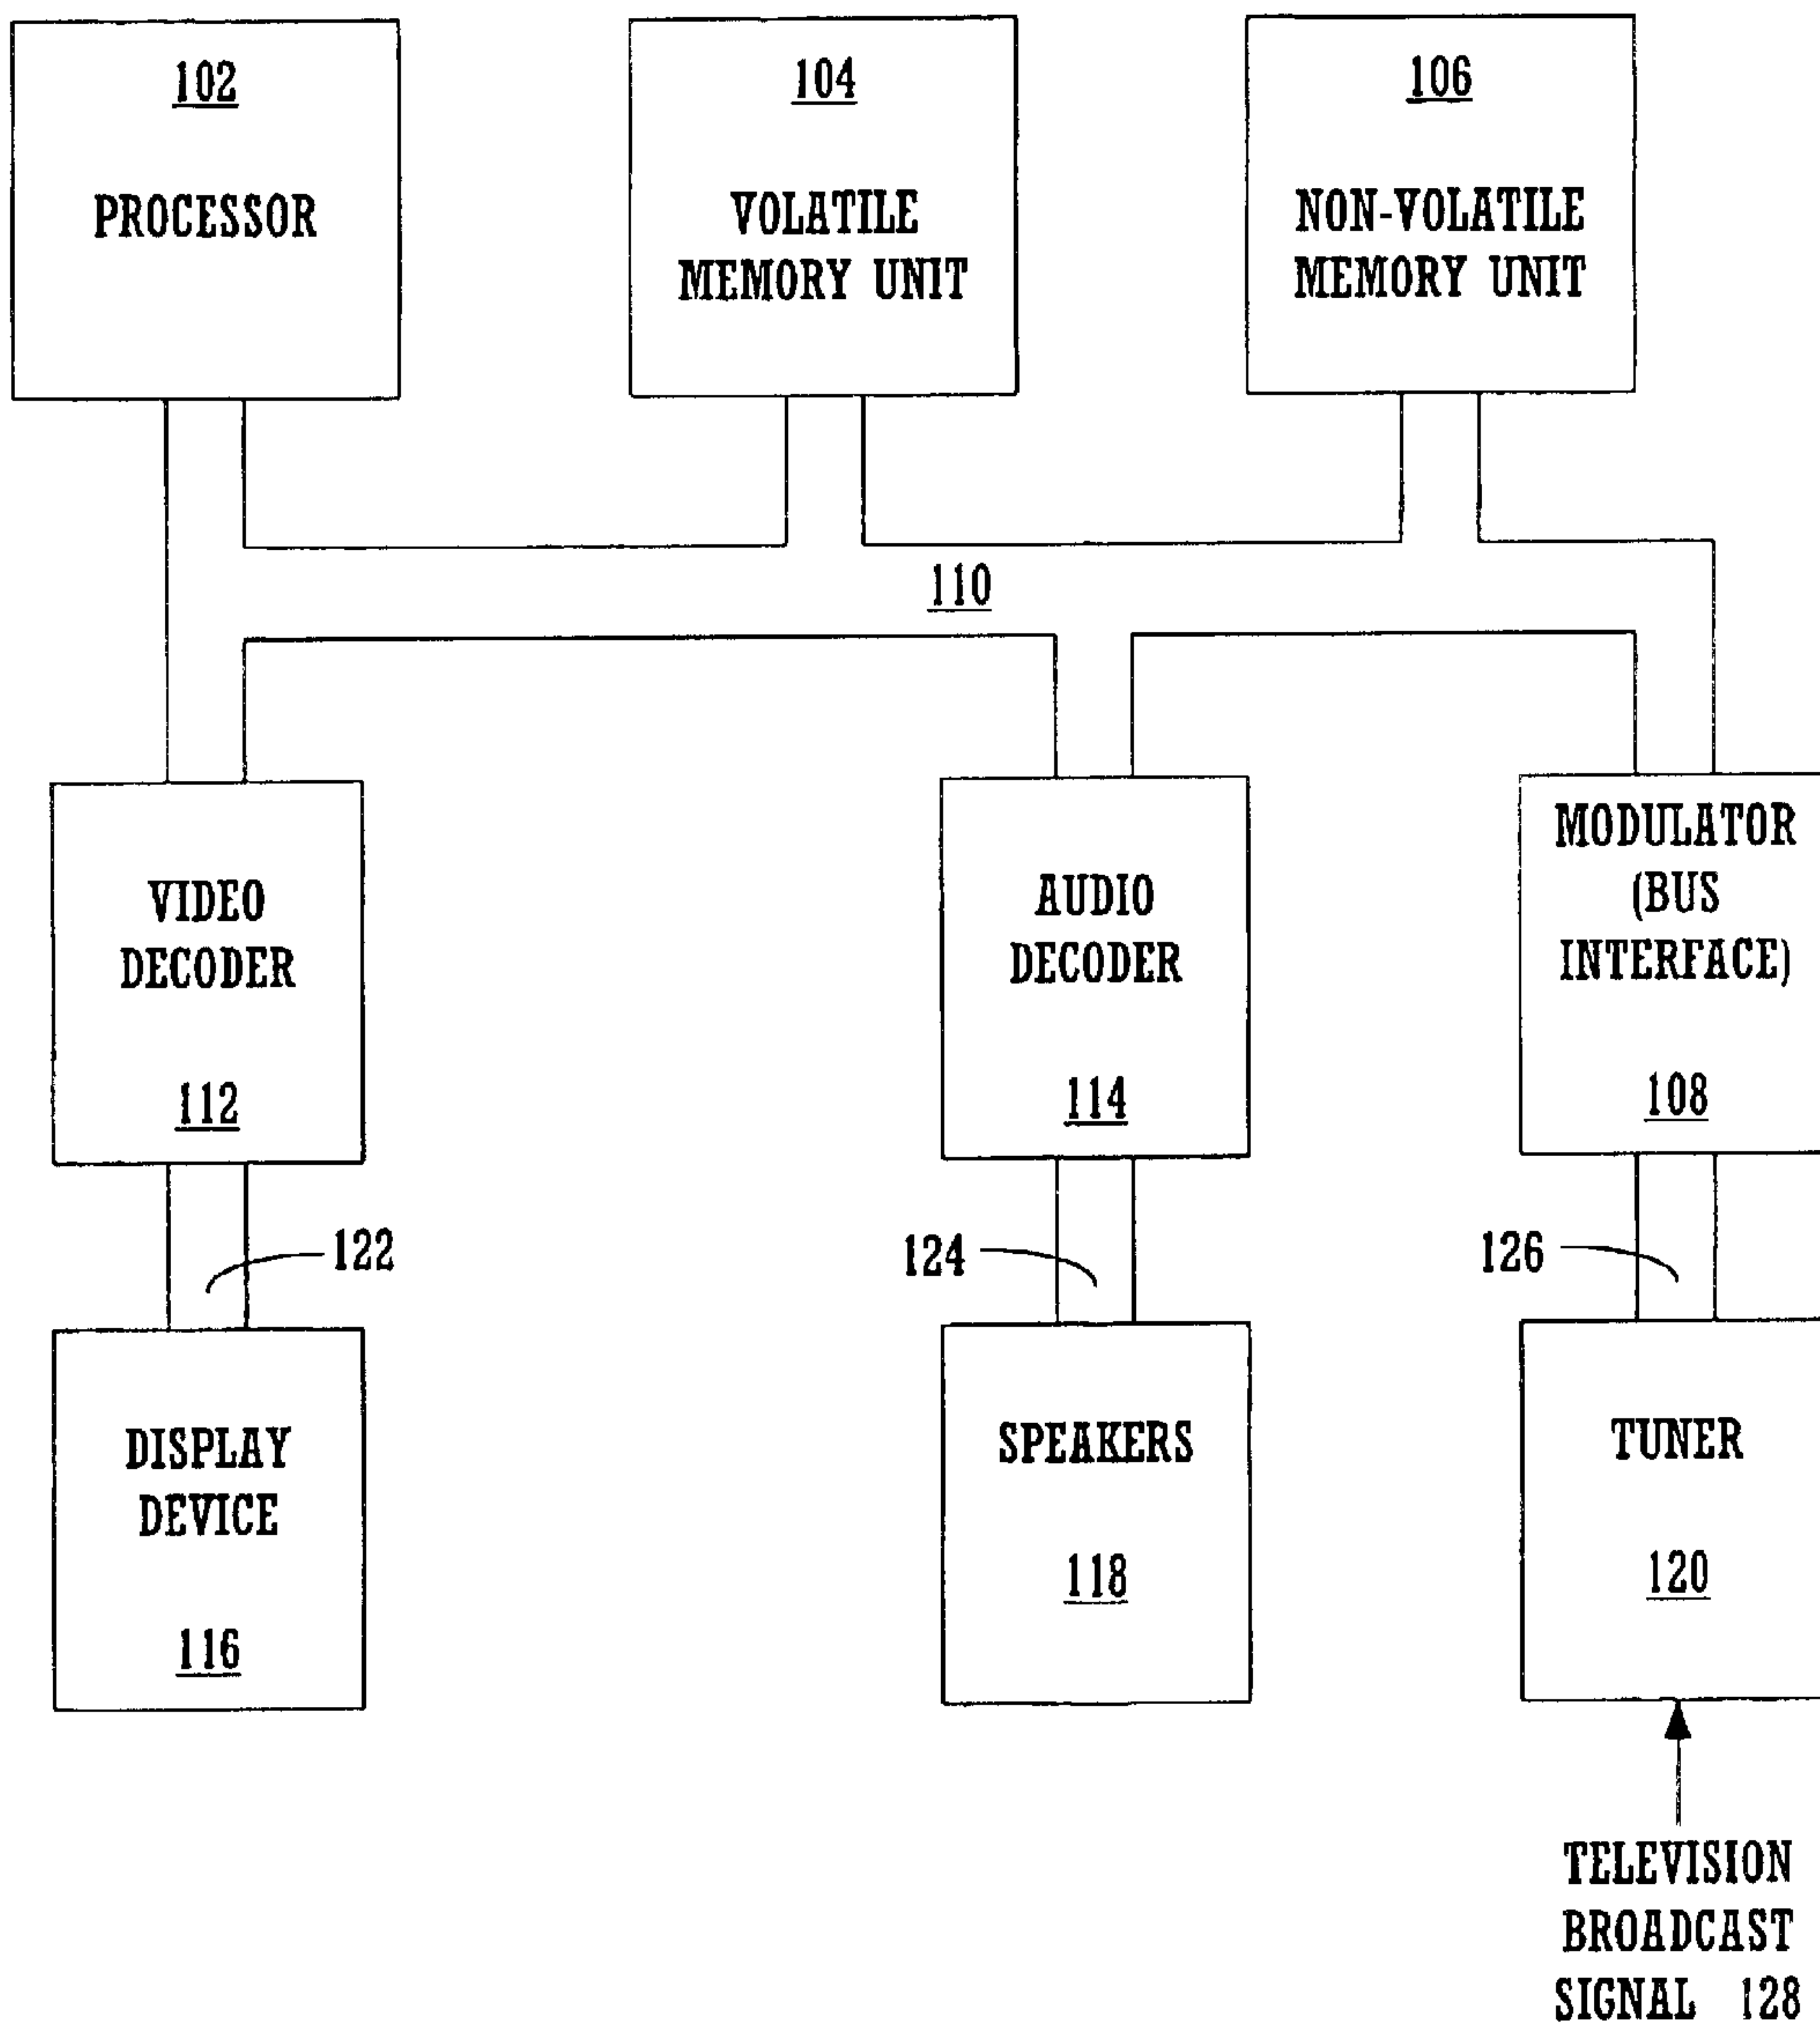 102
PROCESSOR
104
VOLATILE
MEMORY UNIT
106
NON-VOLATILE
MEMORY UNIT
110
VIDEO
DECODER
112
AUDIO
DECODER
114
MODULATOR
(BUS
INTERFACE)
108
122
124
126
DISPLAY
DEVICE
116
SPEAKERS
118
TUNER
120
TELEVISION
BROADCAST
SIGNAL 128